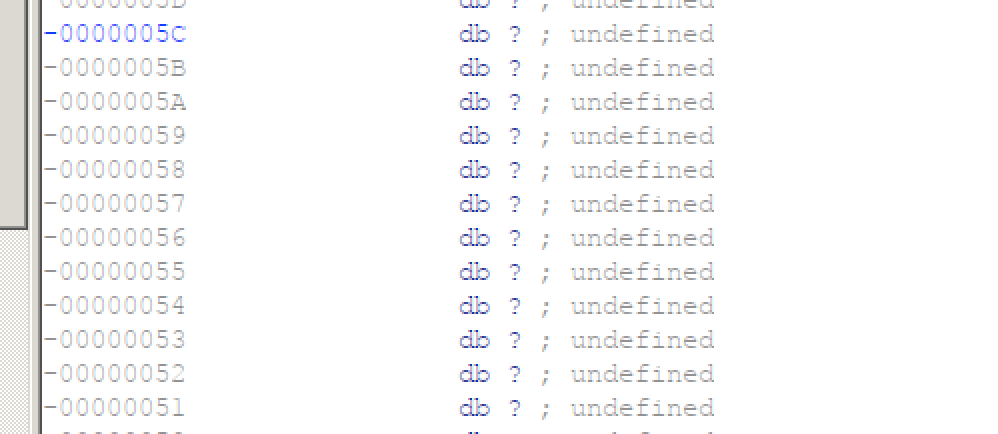 -0000005D db ? ; undefined
-0000005C db ? ; undefined
-0000005B db ? ; undefined
-0000005A db ? ; undefined
-00000059 db ? ; undefined
-00000058 db ? ; undefined
-00000057 db ? ; undefined
-00000056 db ? ; undefined
-00000055 db ? ; undefined
-00000054 db ? ; undefined
-00000053 db ? ; undefined
-00000052 db ? ; undefined
-00000051 db ? ; undefined